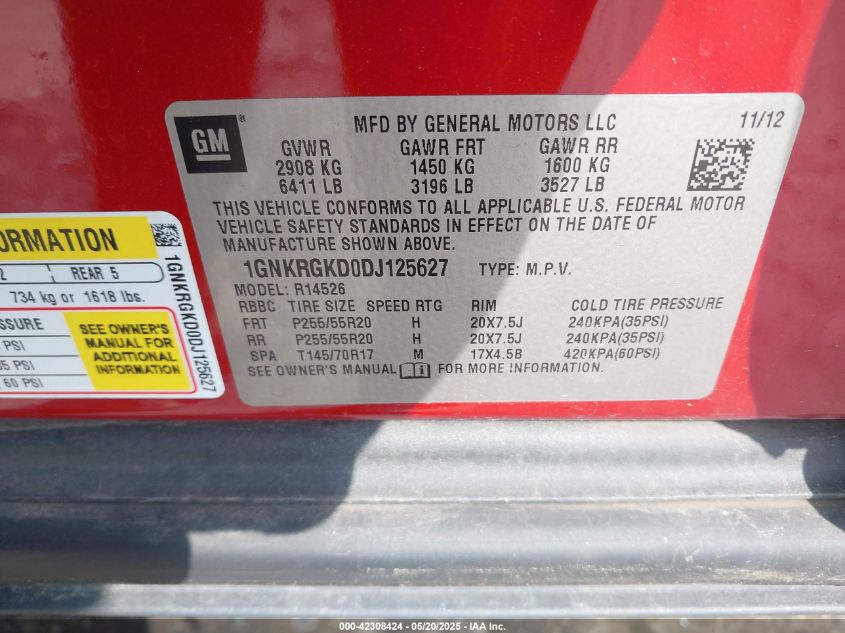 GM
MFD BY GENERAL MOTORS LLC 11/12
GVWR GAWR FRT GAWR RR
2908 KG 1450 KG 1600 KG
6411 LB 3196 LB 3527 LB
THIS VEHICLE CONFORMS TO ALL APPLICABLE U.S. FEDERAL MOTOR
VEHICLE SAFETY STANDARDS IN EFFECT ON THE DATE OF
MANUFACTURE SHOWN ABOVE.
1GNKRGKD0DJ125627 TYPE: M.P.V.
MODEL: R14526
RBBC TIRE SIZE SPEED RTG RIM COLD TIRE PRESSURE
FRT P255/55R20 H 20X7.5J 240KPA(35PSI)
RR P255/55R20 H 20X7.5J 240KPA(35PSI)
SPA T145/70R17 M 17X4.5B 420KPA(60PSI)
SEE OWNER'S MANUAL FOR MORE INFORMATION.
ORMATION
2 REAR 5
734 kg or 1618 lbs.
SSURE
PSI
35 PSI
, 60 PSI
SEE OWNER'S
MANUAL FOR
ADDITIONAL
INFORMATION
1GNKRGKD0DJ125627
000-42308424 - 05/20/2025 - IAA Inc.